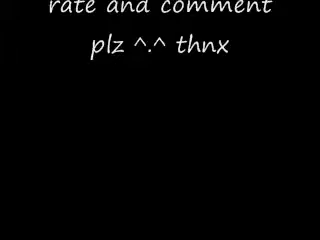 rate and comment
plz ^.^ thnx